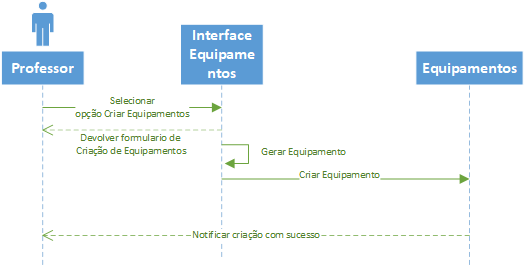 Interface
Equipame
ntos
Professor
Equipamentos
Selecionar
opção Criar Equipamentos
Devolver formulario de
Criação de Equipamentos
Gerar Equipamento
Criar Equipamento
Notificar criação com sucesso